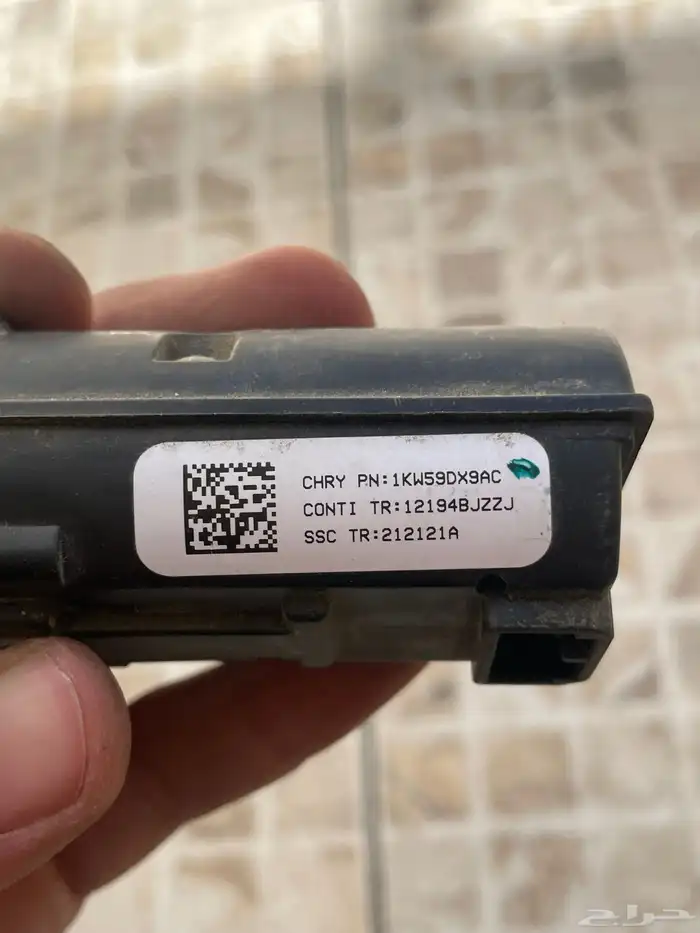 CHRY PN:1KW59DX9AC
CONTI TR:12194BJZZJ
SSC TR:212121A
حراج